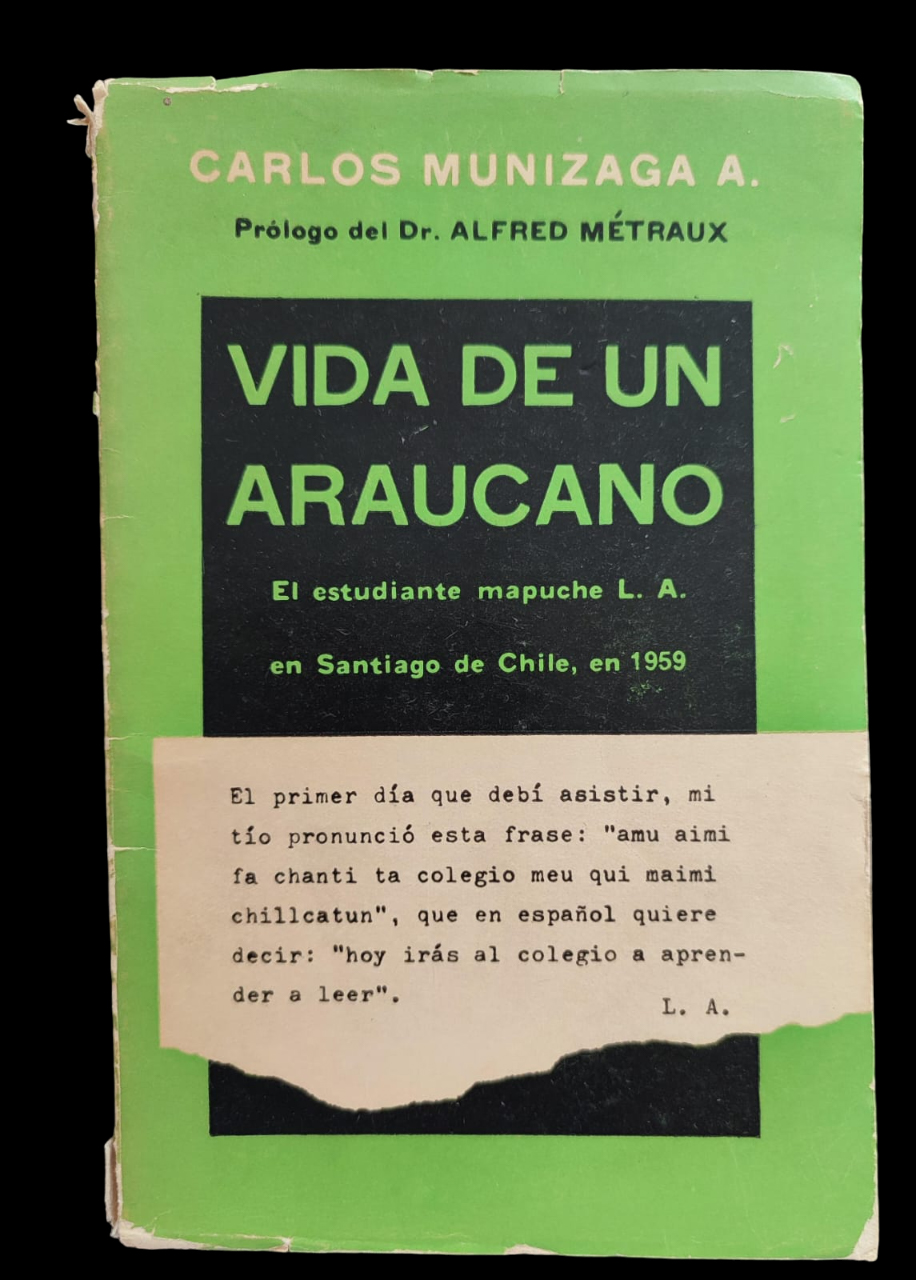 CARLOS MUNIZAGA A.
Prólogo del Dr. ALFRED MÉTRAUX
VIDA DE UN
ARAUCANO
El estudiante mapuche L. A.
en Santiago de Chile, en 1959
El primer día que debí asistir, mi
tío pronunció esta frase: "amu aimi
fa chanti ta colegio meu qui maimi
chillcatun", que en español quiere
decir: "hoy irás al colegio a apren-
der a leer".
L. A.